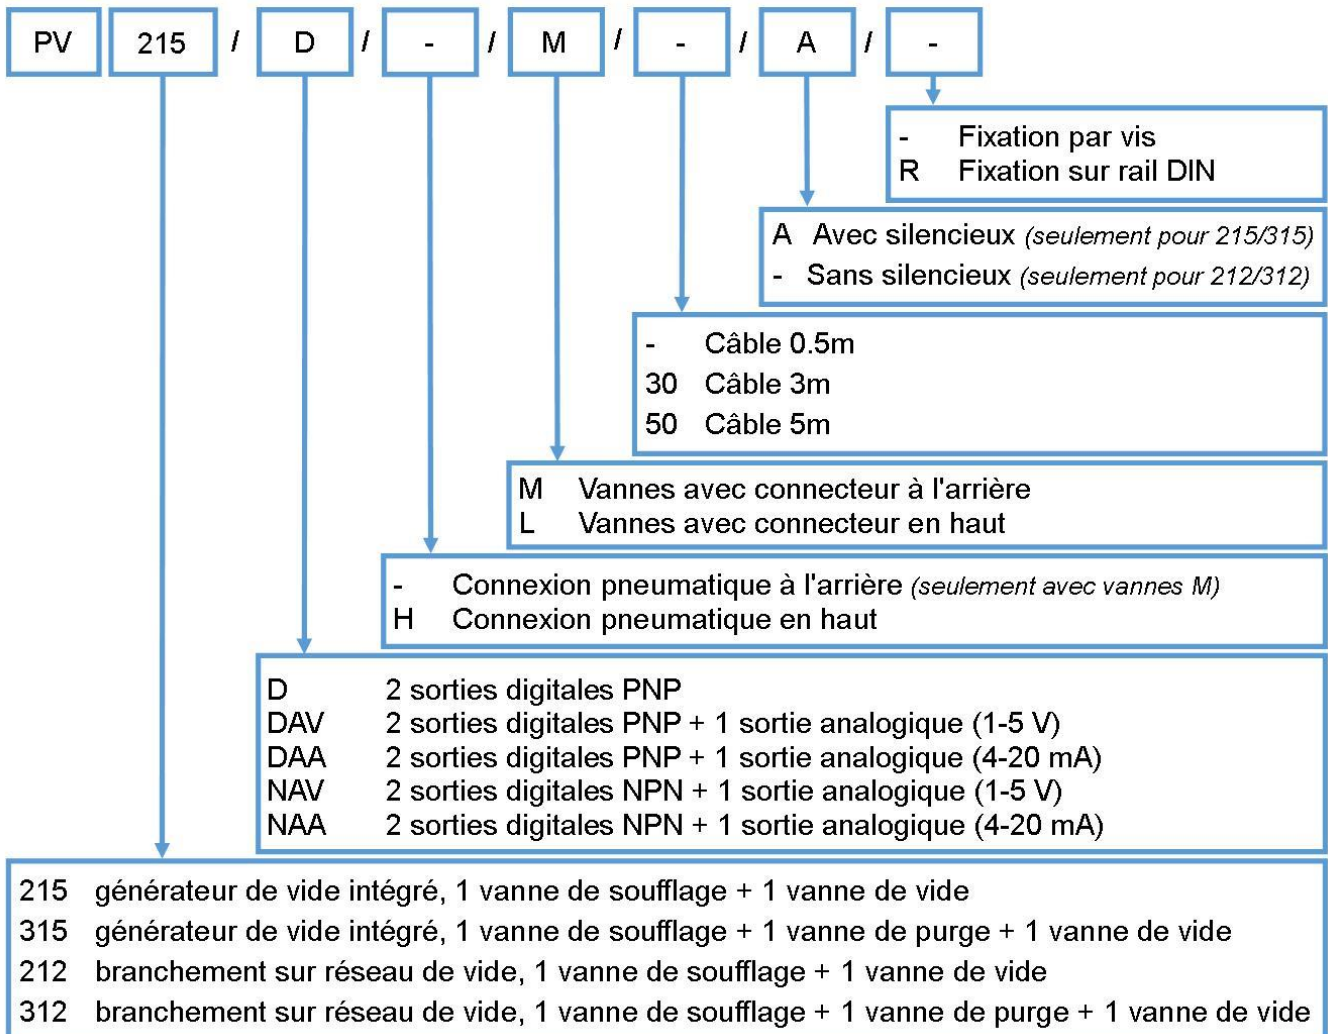 PV 215 / D / - / M / - / A / -
- Fixation par vis
R Fixation sur rail DIN
A Avec silencieux (seulement pour 215/315)
- Sans silencieux (seulement pour 212/312)
- Câble 0.5m
30 Câble 3m
50 Câble 5m
M Vannes avec connecteur à l'arrière
L Vannes avec connecteur en haut
- Connexion pneumatique à l'arrière (seulement avec vannes M)
H Connexion pneumatique en haut
D 2 sorties digitales PNP
DAV 2 sorties digitales PNP + 1 sortie analogique (1-5 V)
DAA 2 sorties digitales PNP + 1 sortie analogique (4-20 mA)
NAV 2 sorties digitales NPN + 1 sortie analogique (1-5 V)
NAA 2 sorties digitales NPN + 1 sortie analogique (4-20 mA)
215 générateur de vide intégré, 1 vanne de soufflage + 1 vanne de vide
315 générateur de vide intégré, 1 vanne de soufflage + 1 vanne de purge + 1 vanne de vide
212 branchement sur réseau de vide, 1 vanne de soufflage + 1 vanne de vide
312 branchement sur réseau de vide, 1 vanne de soufflage + 1 vanne de purge + 1 vanne de vide